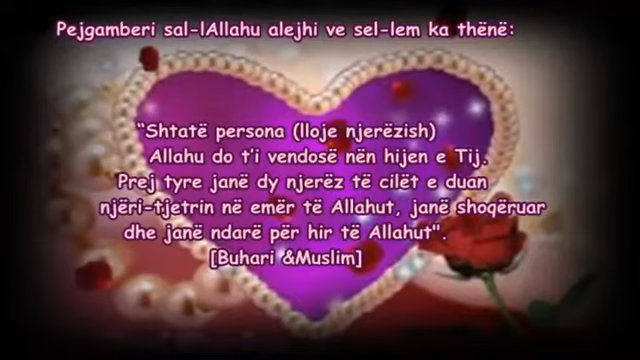 Pejgamberi sal-lAllahu alejhi ve sel-lem ka thënë:
“Shtatë persona (lloje njerëzish)
Allahu do t’i vendosë nën hijen e Tij.
Prej tyre janë dy njerëz të cilët e duan
njëri-tjetrin në emër të Allahut, janë shoqëruar
dhe janë ndarë për hir të Allahut".
[Buhari &Muslim]